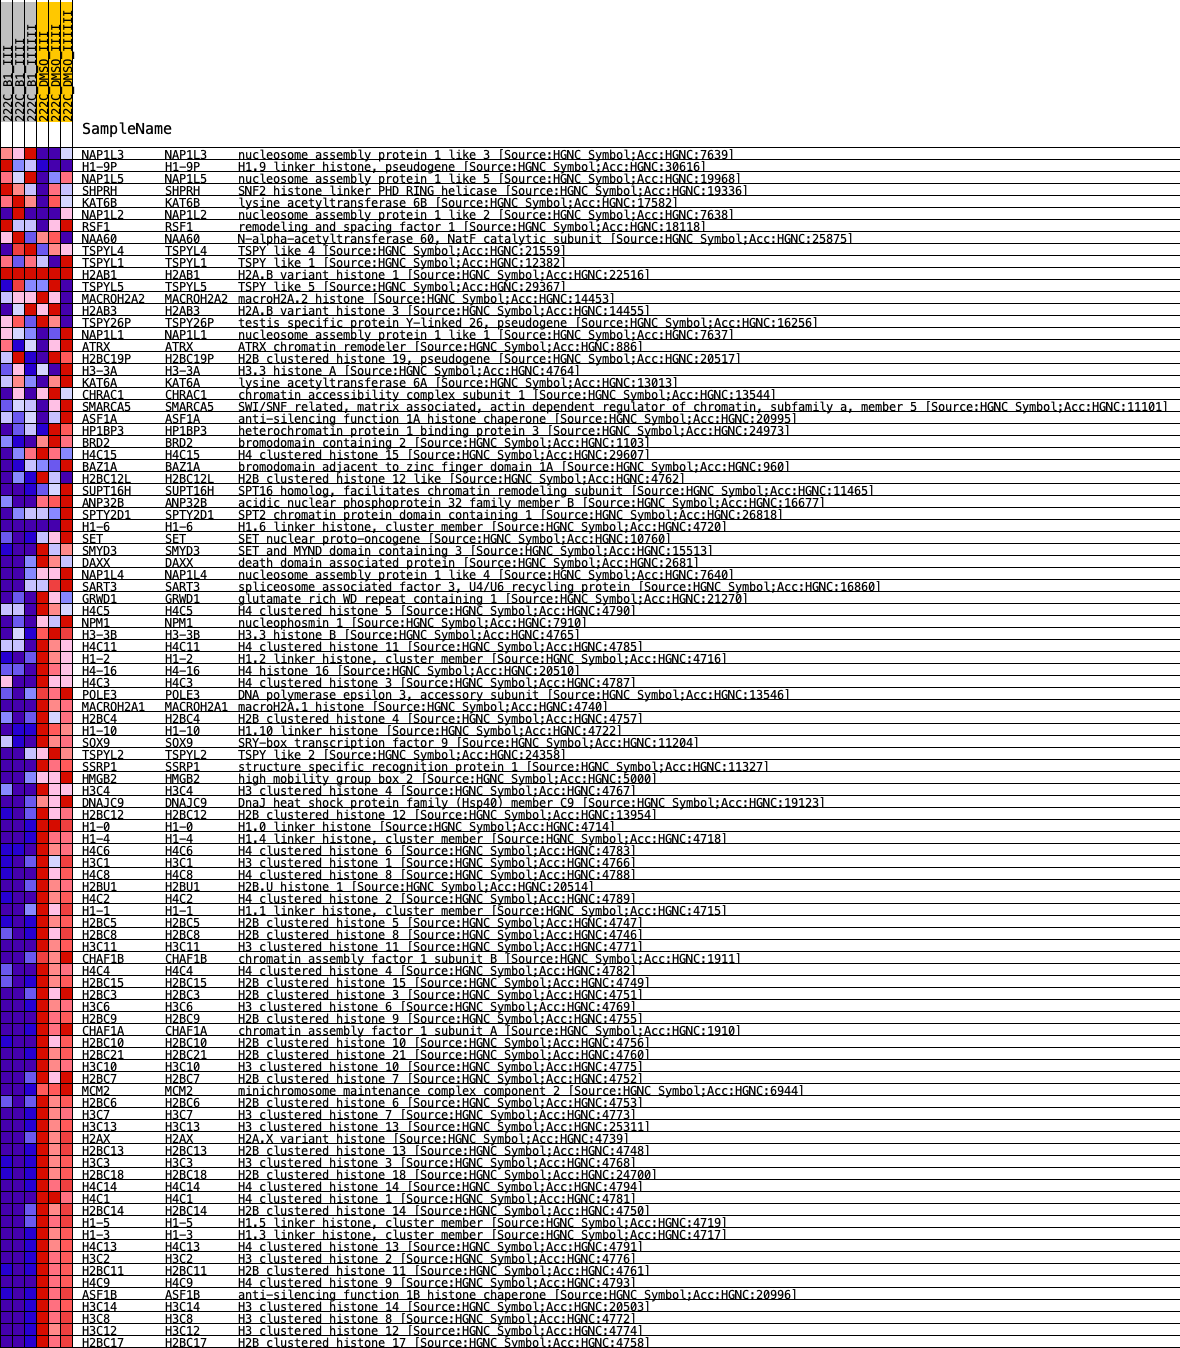 222C_B1_III
222C_B1_IIII
222C_B1_IIIIII
222C_DMSO_III
222C_DMSO_IIII
222C_DMSO_IIIIII
SampleName
NAP1L3 NAP1L3 nucleosome assembly protein 1 like 3 [Source:HGNC Symbol;Acc:HGNC:7639]
H1-9P H1-9P H1.9 linker histone, pseudogene [Source:HGNC Symbol;Acc:HGNC:30616]
NAP1L5 NAP1L5 nucleosome assembly protein 1 like 5 [Source:HGNC Symbol;Acc:HGNC:19968]
SHPRH SHPRH SNF2 histone linker PHD RING helicase [Source:HGNC Symbol;Acc:HGNC:19336]
KAT6B KAT6B lysine acetyltransferase 6B [Source:HGNC Symbol;Acc:HGNC:17582]
NAP1L2 NAP1L2 nucleosome assembly protein 1 like 2 [Source:HGNC Symbol;Acc:HGNC:7638]
RSF1 RSF1 remodeling and spacing factor 1 [Source:HGNC Symbol;Acc:HGNC:18118]
NAA60 NAA60 N-alpha-acetyltransferase 60, NatF catalytic subunit [Source:HGNC Symbol;Acc:HGNC:25875]
TSPYL4 TSPYL4 TSPY like 4 [Source:HGNC Symbol;Acc:HGNC:21559]
TSPYL1 TSPYL1 TSPY like 1 [Source:HGNC Symbol;Acc:HGNC:12382]
H2AB1 H2AB1 H2A.B variant histone 1 [Source:HGNC Symbol;Acc:HGNC:22516]
TSPYL5 TSPYL5 TSPY like 5 [Source:HGNC Symbol;Acc:HGNC:29367]
MACROH2A2 MACROH2A2 macroH2A.2 histone [Source:HGNC Symbol;Acc:HGNC:14453]
H2AB3 H2AB3 H2A.B variant histone 3 [Source:HGNC Symbol;Acc:HGNC:14455]
TSPY26P TSPY26P testis specific protein Y-linked 26, pseudogene [Source:HGNC Symbol;Acc:HGNC:16256]
NAP1L1 NAP1L1 nucleosome assembly protein 1 like 1 [Source:HGNC Symbol;Acc:HGNC:7637]
ATRX ATRX ATRX chromatin remodeler [Source:HGNC Symbol;Acc:HGNC:886]
H2BC19P H2BC19P H2B clustered histone 19, pseudogene [Source:HGNC Symbol;Acc:HGNC:20517]
H3-3A H3-3A H3.3 histone A [Source:HGNC Symbol;Acc:HGNC:4764]
KAT6A KAT6A lysine acetyltransferase 6A [Source:HGNC Symbol;Acc:HGNC:13013]
CHRAC1 CHRAC1 chromatin accessibility complex subunit 1 [Source:HGNC Symbol;Acc:HGNC:13544]
SMARCA5 SMARCA5 SWI/SNF related, matrix associated, actin dependent regulator of chromatin, subfamily a, member 5 [Source:HGNC Symbol;Acc:HGNC:11101]
ASF1A ASF1A anti-silencing function 1A histone chaperone [Source:HGNC Symbol;Acc:HGNC:20995]
HP1BP3 HP1BP3 heterochromatin protein 1 binding protein 3 [Source:HGNC Symbol;Acc:HGNC:24973]
BRD2 BRD2 bromodomain containing 2 [Source:HGNC Symbol;Acc:HGNC:1103]
H4C15 H4C15 H4 clustered histone 15 [Source:HGNC Symbol;Acc:HGNC:29607]
BAZ1A BAZ1A bromodomain adjacent to zinc finger domain 1A [Source:HGNC Symbol;Acc:HGNC:960]
H2BC12L H2BC12L H2B clustered histone 12 like [Source:HGNC Symbol;Acc:HGNC:4762]
SUPT16H SUPT16H SPT16 homolog, facilitates chromatin remodeling subunit [Source:HGNC Symbol;Acc:HGNC:11465]
ANP32B ANP32B acidic nuclear phosphoprotein 32 family member B [Source:HGNC Symbol;Acc:HGNC:16677]
SPTY2D1 SPTY2D1 SPT2 chromatin protein domain containing 1 [Source:HGNC Symbol;Acc:HGNC:26818]
H1-6 H1-6 H1.6 linker histone, cluster member [Source:HGNC Symbol;Acc:HGNC:4720]
SET SET SET nuclear proto-oncogene [Source:HGNC Symbol;Acc:HGNC:10760]
SMYD3 SMYD3 SET and MYND domain containing 3 [Source:HGNC Symbol;Acc:HGNC:15513]
DAXX DAXX death domain associated protein [Source:HGNC Symbol;Acc:HGNC:2681]
NAP1L4 NAP1L4 nucleosome assembly protein 1 like 4 [Source:HGNC Symbol;Acc:HGNC:7640]
SART3 SART3 spliceosome associated factor 3, U4/U6 recycling protein [Source:HGNC Symbol;Acc:HGNC:16860]
GRWD1 GRWD1 glutamate rich WD repeat containing 1 [Source:HGNC Symbol;Acc:HGNC:21270]
H4C5 H4C5 H4 clustered histone 5 [Source:HGNC Symbol;Acc:HGNC:4790]
NPM1 NPM1 nucleophosmin 1 [Source:HGNC Symbol;Acc:HGNC:7910]
H3-3B H3-3B H3.3 histone B [Source:HGNC Symbol;Acc:HGNC:4765]
H4C11 H4C11 H4 clustered histone 11 [Source:HGNC Symbol;Acc:HGNC:4785]
H1-2 H1-2 H1.2 linker histone, cluster member [Source:HGNC Symbol;Acc:HGNC:4716]
H4-16 H4-16 H4 histone 16 [Source:HGNC Symbol;Acc:HGNC:20510]
H4C3 H4C3 H4 clustered histone 3 [Source:HGNC Symbol;Acc:HGNC:4787]
POLE3 POLE3 DNA polymerase epsilon 3, accessory subunit [Source:HGNC Symbol;Acc:HGNC:13546]
MACROH2A1 MACROH2A1 macroH2A.1 histone [Source:HGNC Symbol;Acc:HGNC:4740]
H2BC4 H2BC4 H2B clustered histone 4 [Source:HGNC Symbol;Acc:HGNC:4757]
H1-10 H1-10 H1.10 linker histone [Source:HGNC Symbol;Acc:HGNC:4722]
SOX9 SOX9 SRY-box transcription factor 9 [Source:HGNC Symbol;Acc:HGNC:11204]
TSPYL2 TSPYL2 TSPY like 2 [Source:HGNC Symbol;Acc:HGNC:24358]
SSRP1 SSRP1 structure specific recognition protein 1 [Source:HGNC Symbol;Acc:HGNC:11327]
HMGB2 HMGB2 high mobility group box 2 [Source:HGNC Symbol;Acc:HGNC:5000]
H3C4 H3C4 H3 clustered histone 4 [Source:HGNC Symbol;Acc:HGNC:4767]
DNAJC9 DNAJC9 DnaJ heat shock protein family (Hsp40) member C9 [Source:HGNC Symbol;Acc:HGNC:19123]
H2BC12 H2BC12 H2B clustered histone 12 [Source:HGNC Symbol;Acc:HGNC:13954]
H1-0 H1-0 H1.0 linker histone [Source:HGNC Symbol;Acc:HGNC:4714]
H1-4 H1-4 H1.4 linker histone, cluster member [Source:HGNC Symbol;Acc:HGNC:4718]
H4C6 H4C6 H4 clustered histone 6 [Source:HGNC Symbol;Acc:HGNC:4783]
H3C1 H3C1 H3 clustered histone 1 [Source:HGNC Symbol;Acc:HGNC:4766]
H4C8 H4C8 H4 clustered histone 8 [Source:HGNC Symbol;Acc:HGNC:4788]
H2BU1 H2BU1 H2B.U histone 1 [Source:HGNC Symbol;Acc:HGNC:20514]
H4C2 H4C2 H4 clustered histone 2 [Source:HGNC Symbol;Acc:HGNC:4789]
H1-1 H1-1 H1.1 linker histone, cluster member [Source:HGNC Symbol;Acc:HGNC:4715]
H2BC5 H2BC5 H2B clustered histone 5 [Source:HGNC Symbol;Acc:HGNC:4747]
H2BC8 H2BC8 H2B clustered histone 8 [Source:HGNC Symbol;Acc:HGNC:4746]
H3C11 H3C11 H3 clustered histone 11 [Source:HGNC Symbol;Acc:HGNC:4771]
CHAF1B CHAF1B chromatin assembly factor 1 subunit B [Source:HGNC Symbol;Acc:HGNC:1911]
H4C4 H4C4 H4 clustered histone 4 [Source:HGNC Symbol;Acc:HGNC:4782]
H2BC15 H2BC15 H2B clustered histone 15 [Source:HGNC Symbol;Acc:HGNC:4749]
H2BC3 H2BC3 H2B clustered histone 3 [Source:HGNC Symbol;Acc:HGNC:4751]
H3C6 H3C6 H3 clustered histone 6 [Source:HGNC Symbol;Acc:HGNC:4769]
H2BC9 H2BC9 H2B clustered histone 9 [Source:HGNC Symbol;Acc:HGNC:4755]
CHAF1A CHAF1A chromatin assembly factor 1 subunit A [Source:HGNC Symbol;Acc:HGNC:1910]
H2BC10 H2BC10 H2B clustered histone 10 [Source:HGNC Symbol;Acc:HGNC:4756]
H2BC21 H2BC21 H2B clustered histone 21 [Source:HGNC Symbol;Acc:HGNC:4760]
H3C10 H3C10 H3 clustered histone 10 [Source:HGNC Symbol;Acc:HGNC:4775]
H2BC7 H2BC7 H2B clustered histone 7 [Source:HGNC Symbol;Acc:HGNC:4752]
MCM2 MCM2 minichromosome maintenance complex component 2 [Source:HGNC Symbol;Acc:HGNC:6944]
H2BC6 H2BC6 H2B clustered histone 6 [Source:HGNC Symbol;Acc:HGNC:4753]
H3C7 H3C7 H3 clustered histone 7 [Source:HGNC Symbol;Acc:HGNC:4773]
H3C13 H3C13 H3 clustered histone 13 [Source:HGNC Symbol;Acc:HGNC:25311]
H2AX H2AX H2A.X variant histone [Source:HGNC Symbol;Acc:HGNC:4739]
H2BC13 H2BC13 H2B clustered histone 13 [Source:HGNC Symbol;Acc:HGNC:4748]
H3C3 H3C3 H3 clustered histone 3 [Source:HGNC Symbol;Acc:HGNC:4768]
H2BC18 H2BC18 H2B clustered histone 18 [Source:HGNC Symbol;Acc:HGNC:24700]
H4C14 H4C14 H4 clustered histone 14 [Source:HGNC Symbol;Acc:HGNC:4794]
H4C1 H4C1 H4 clustered histone 1 [Source:HGNC Symbol;Acc:HGNC:4781]
H2BC14 H2BC14 H2B clustered histone 14 [Source:HGNC Symbol;Acc:HGNC:4750]
H1-5 H1-5 H1.5 linker histone, cluster member [Source:HGNC Symbol;Acc:HGNC:4719]
H1-3 H1-3 H1.3 linker histone, cluster member [Source:HGNC Symbol;Acc:HGNC:4717]
H4C13 H4C13 H4 clustered histone 13 [Source:HGNC Symbol;Acc:HGNC:4791]
H3C2 H3C2 H3 clustered histone 2 [Source:HGNC Symbol;Acc:HGNC:4776]
H2BC11 H2BC11 H2B clustered histone 11 [Source:HGNC Symbol;Acc:HGNC:4761]
H4C9 H4C9 H4 clustered histone 9 [Source:HGNC Symbol;Acc:HGNC:4793]
ASF1B ASF1B anti-silencing function 1B histone chaperone [Source:HGNC Symbol;Acc:HGNC:20996]
H3C14 H3C14 H3 clustered histone 14 [Source:HGNC Symbol;Acc:HGNC:20503]
H3C8 H3C8 H3 clustered histone 8 [Source:HGNC Symbol;Acc:HGNC:4772]
H3C12 H3C12 H3 clustered histone 12 [Source:HGNC Symbol;Acc:HGNC:4774]
H2BC17 H2BC17 H2B clustered histone 17 [Source:HGNC Symbol;Acc:HGNC:4758]